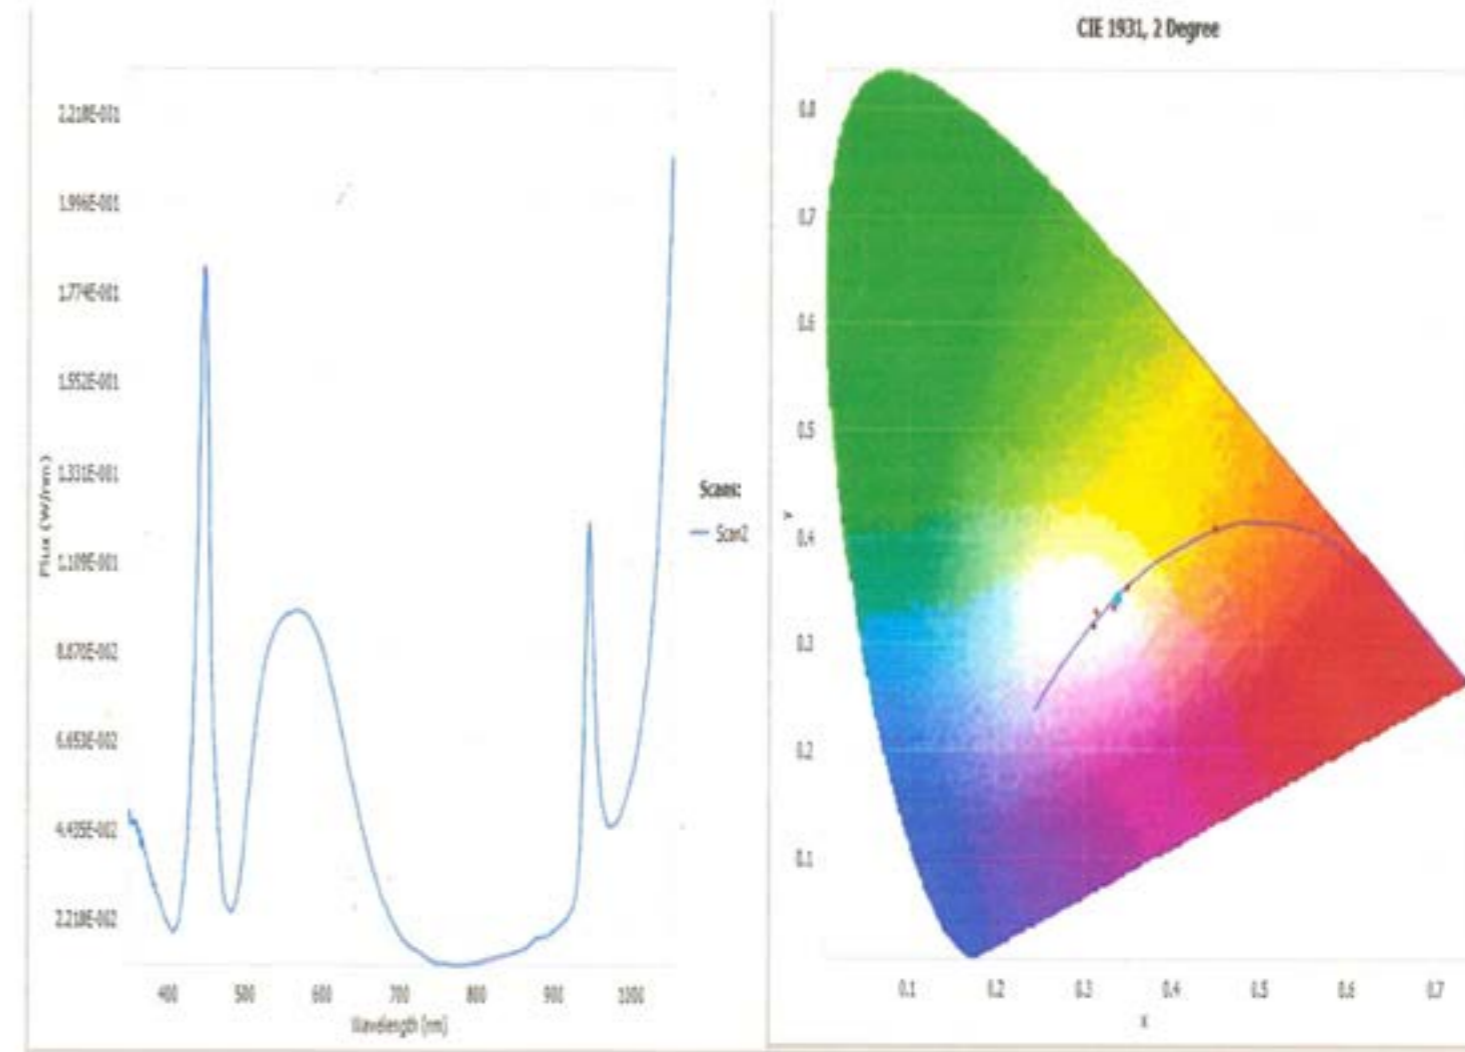 2.218E-001
1.996E-001
1.774E-001
1.552E-001
1.331E-001
1.109E-001
8.870E-002
6.653E-002
4.435E-002
2.218E-002
Flux (W/nm)
400 500 600 700 800 900 1000
Wavelength (nm)
Scans:
Scan2
CIE 1931, 2 Degree
0.8
0.7
0.6
0.5
0.4
0.3
0.2
0.1
Y
0.1 0.2 0.3 0.4 0.5 0.6 0.7
X